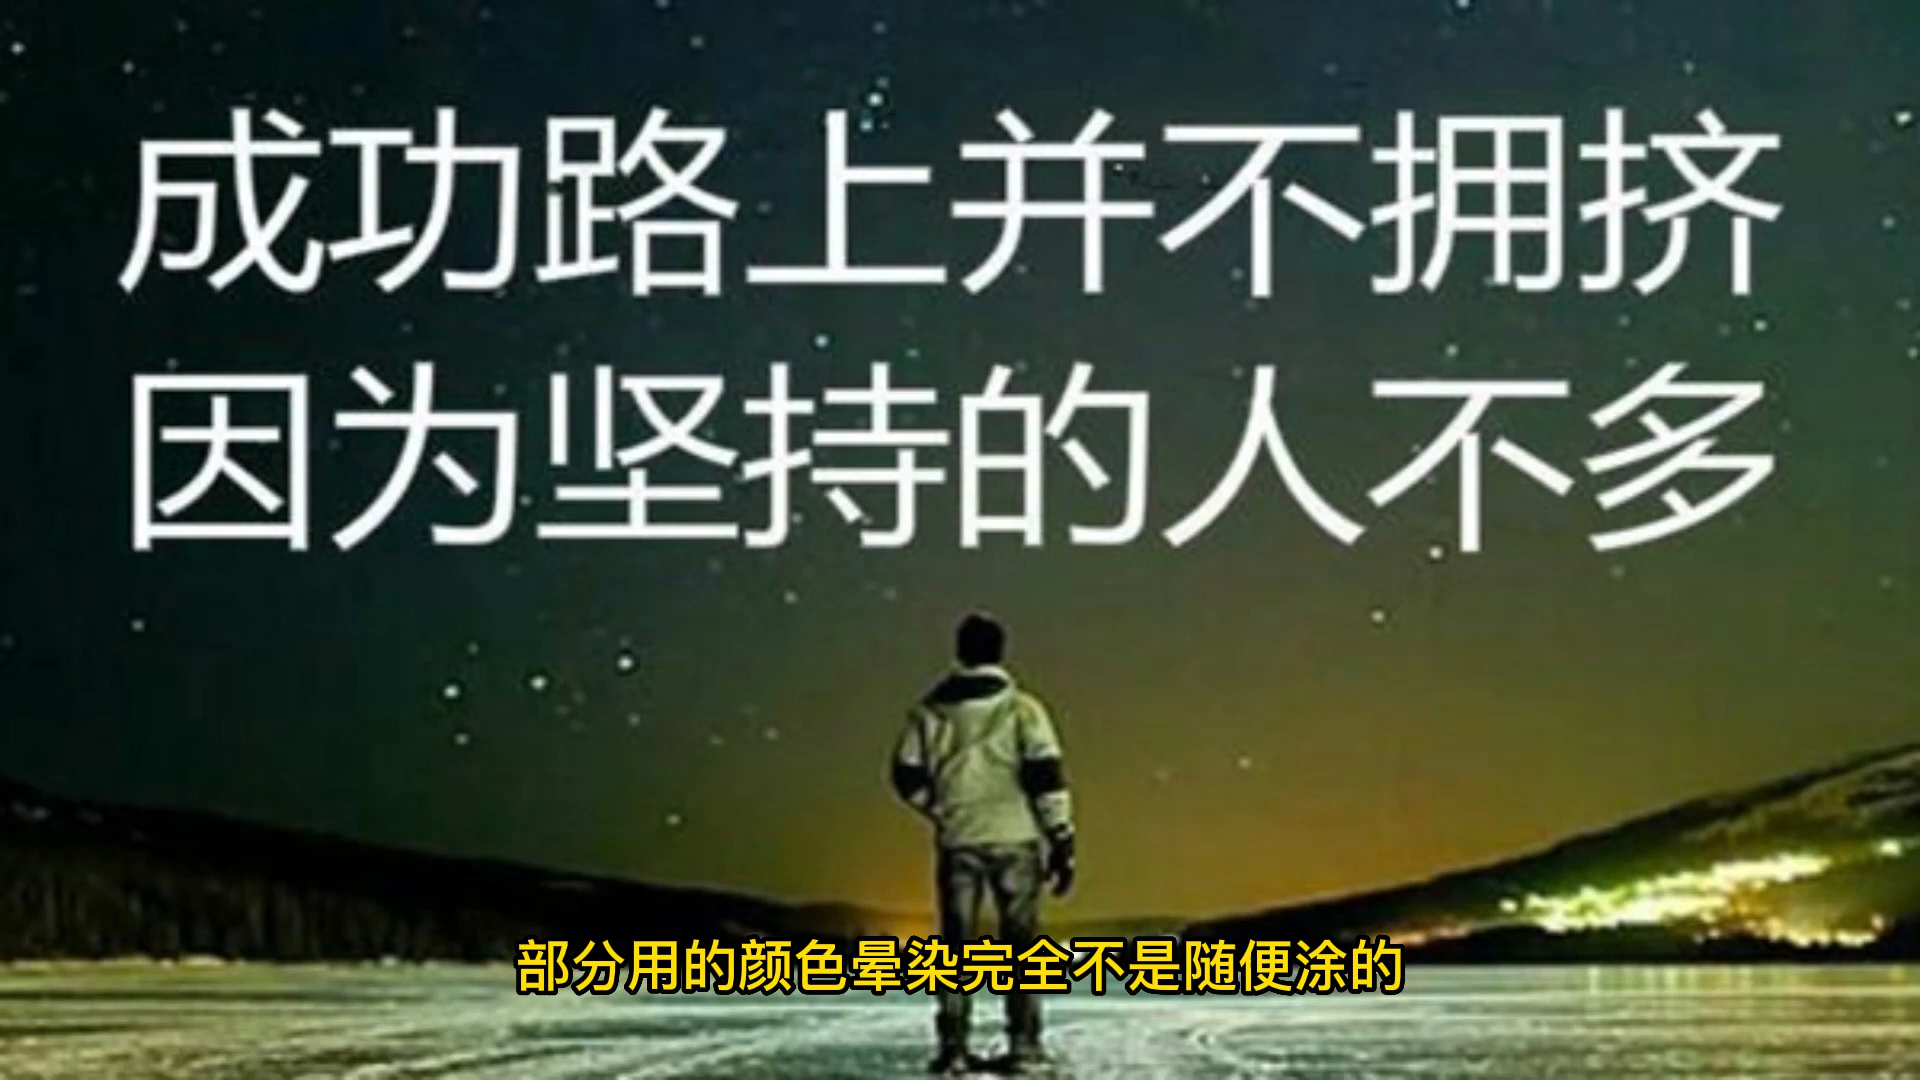 成功路上并不拥挤
因为坚持的人不多
部分用的颜色晕染完全不是随便涂的